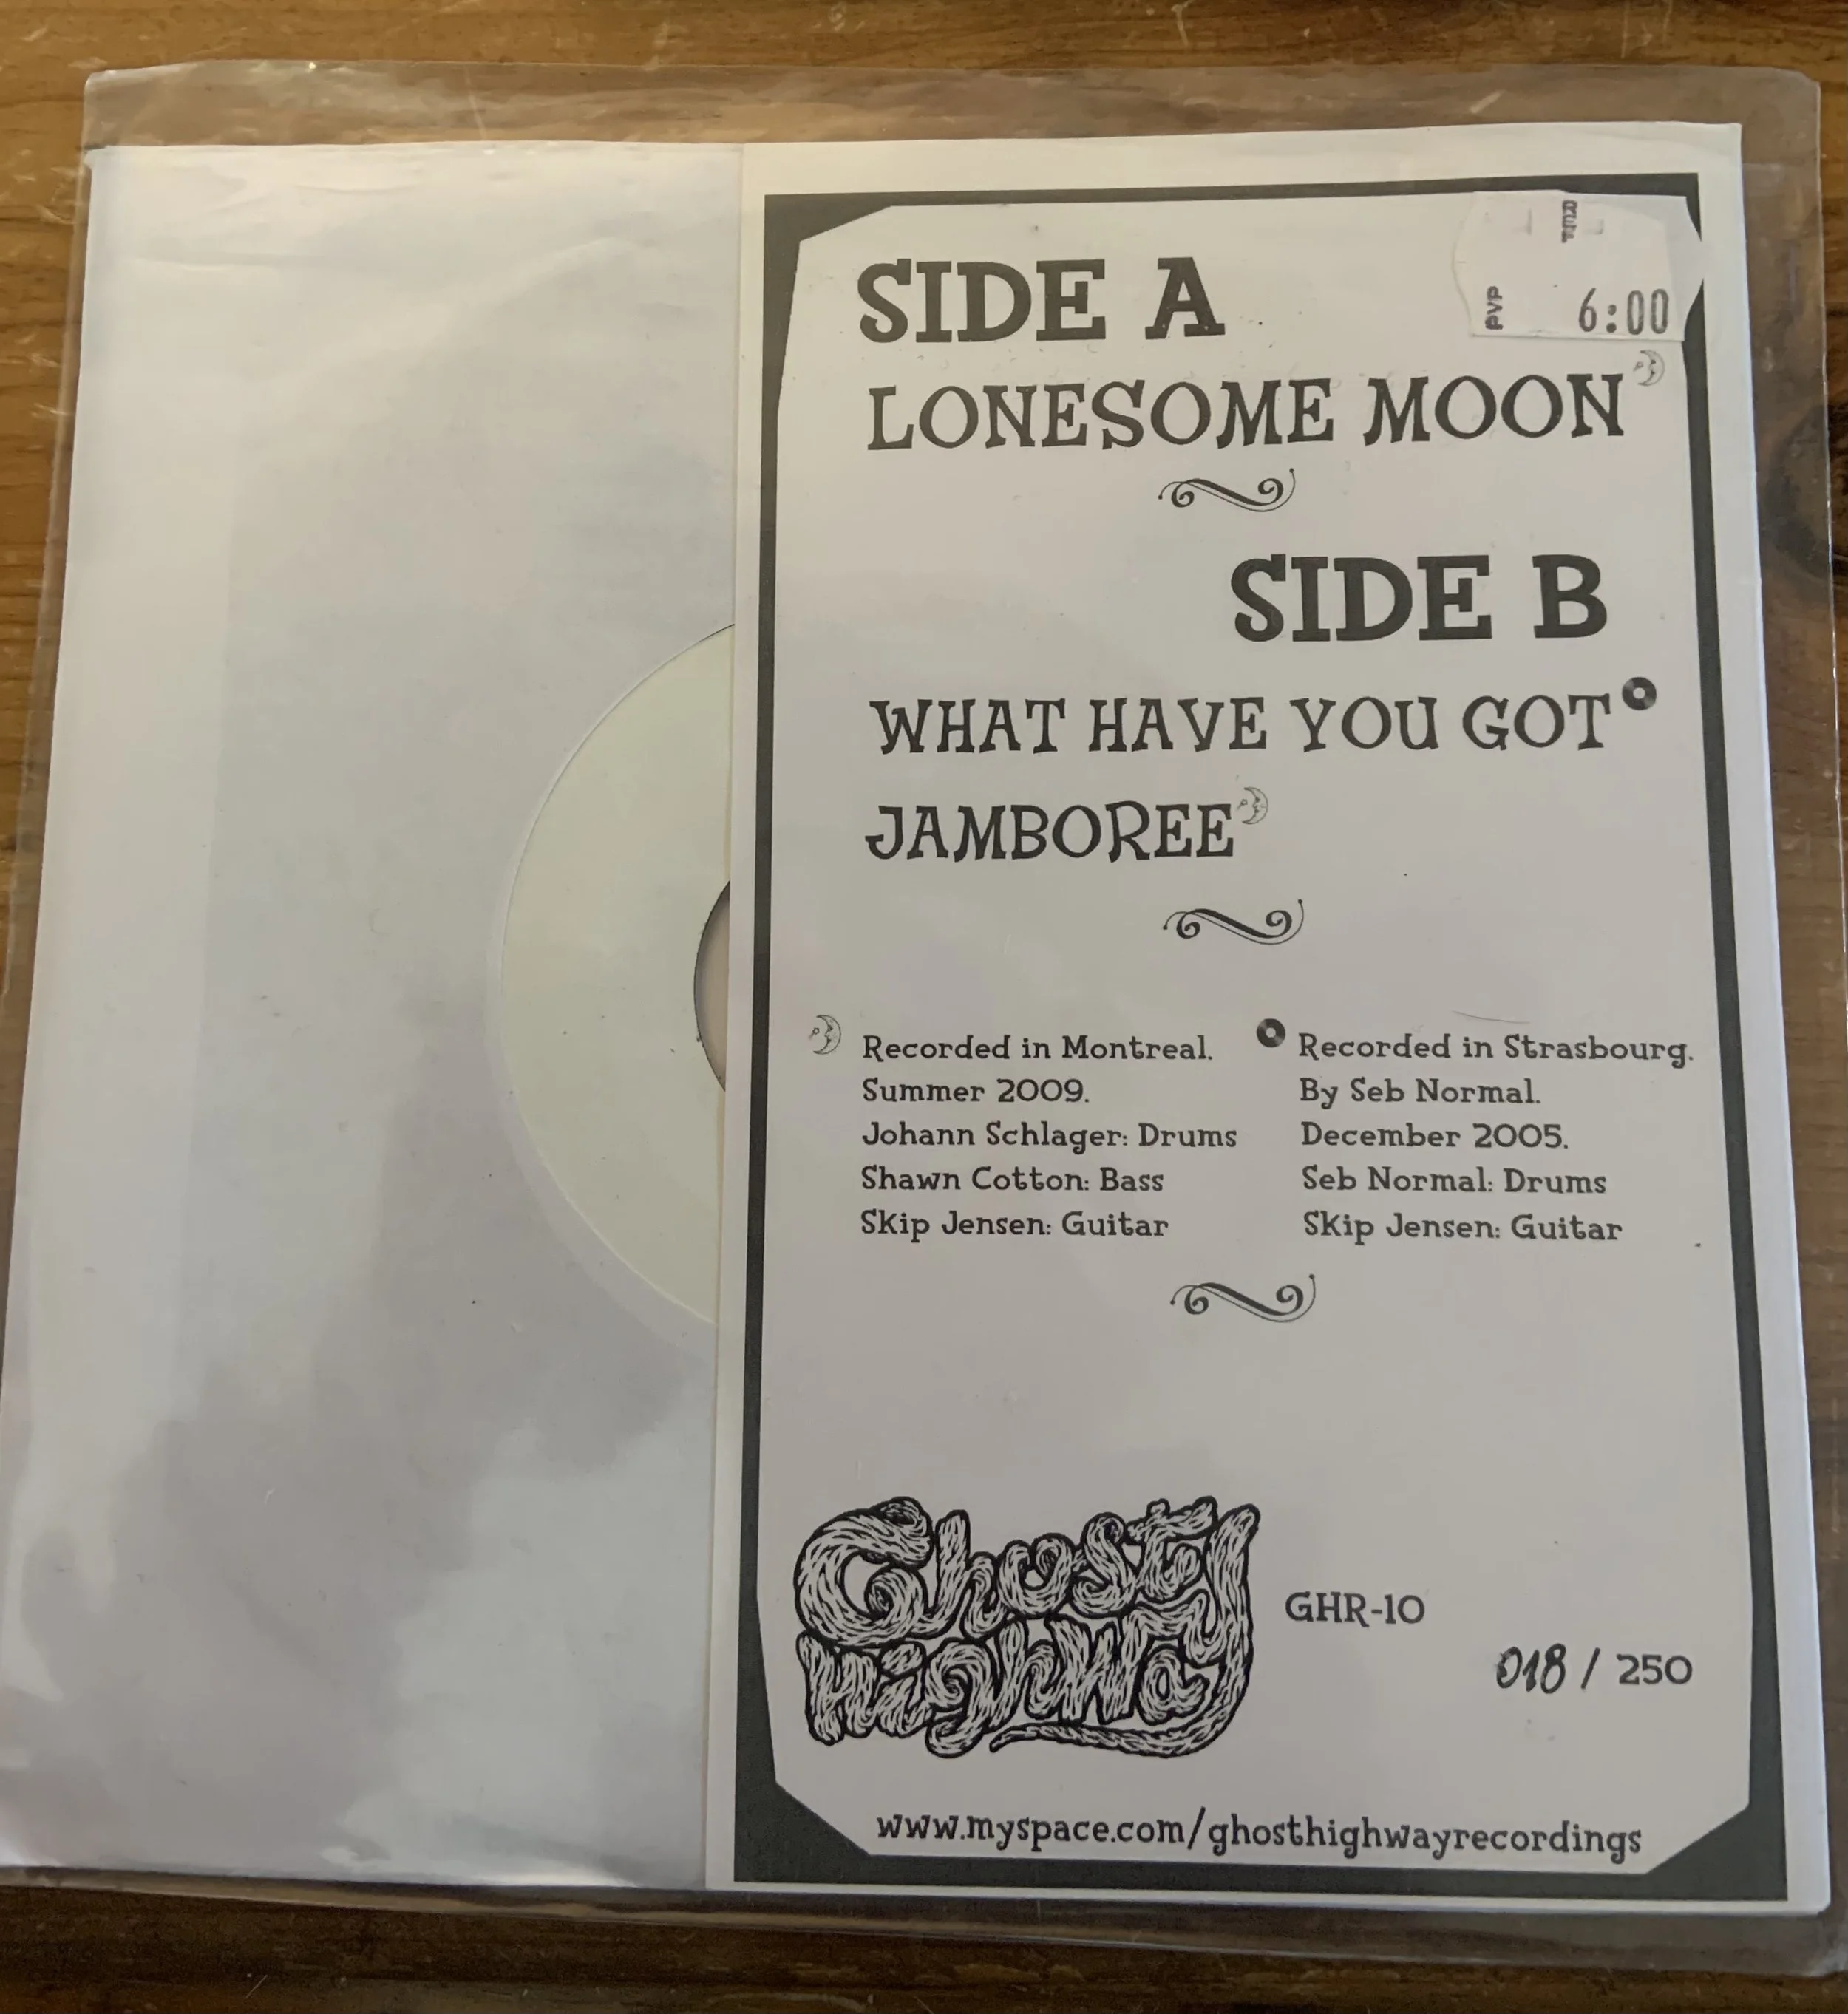 SIDE A
PVP
6:00
LONESOME MOON
SIDE B
WHAT HAVE YOU GOT
JAMBOREE
Recorded in Montreal.
Summer 2009.
Johann Schlager: Drums
Shawn Cotton: Bass
Skip Jensen: Guitar
Recorded in Strasbourg.
By Seb Normal.
December 2005.
Seb Normal: Drums
Skip Jensen: Guitar
Ghost
Highway
GHR-10
018 / 250
www.myspace.com/ghosthighwayrecordings